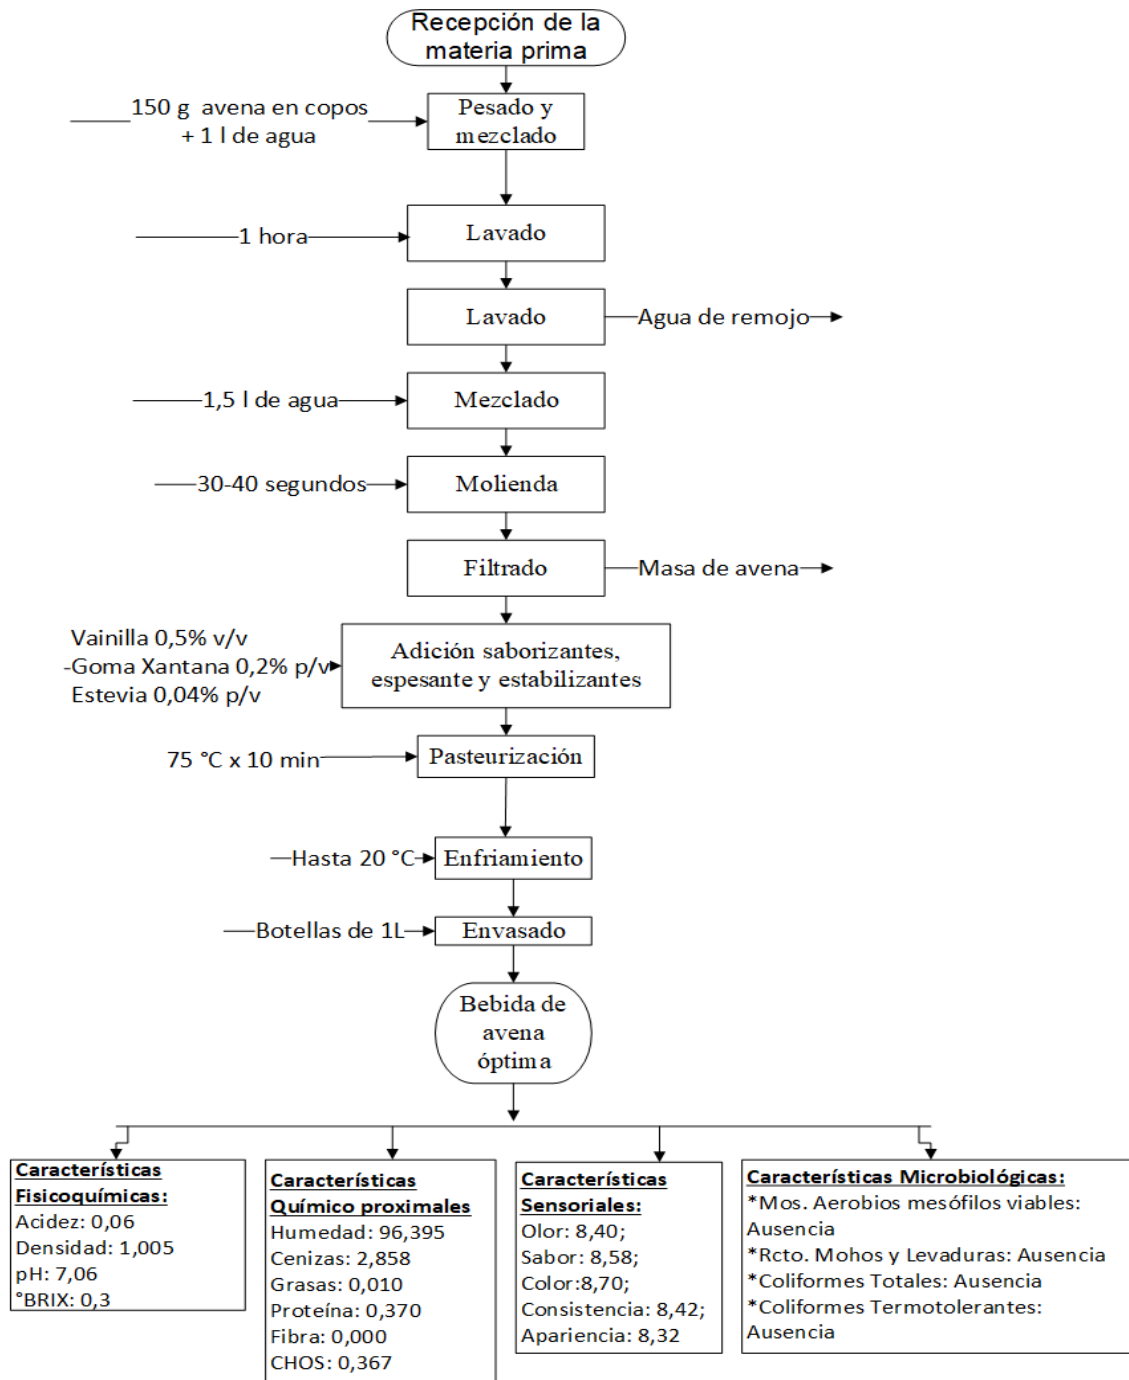 Recepción de la
materia prima
150 g avena en copos
+ 1 l de agua
Pesado y
mezclado
1 hora
Lavado
Lavado
Agua de remojo
1,5 l de agua
Mezclado
30-40 segundos
Molienda
Filtrado
Masa de avena
Vainilla 0,5% v/v
-Goma Xantana 0,2% p/v
Estevia 0,04% p/v
Adición saborizantes,
espesante y estabilizantes
75 °C x 10 min
Pasteurización
Hasta 20 °C
Enfriamiento
Botellas de 1L
Envasado
Bebida de
avena
óptima
Características
Fisicoquímicas:
Acidez: 0,06
Densidad: 1,005
pH: 7,06
°BRIX: 0,3
Características
Químico proximales
Humedad: 96,395
Cenizas: 2,858
Grasas: 0,010
Proteína: 0,370
Fibra: 0,000
CHOS: 0,367
Características
Sensoriales:
Olor: 8,40;
Sabor: 8,58;
Color:8,70;
Consistencia: 8,42;
Apariencia: 8,32
Características Microbiológicas:
*Mos. Aerobios mesófilos viables:
Ausencia
*Rcto. Mohos y Levaduras: Ausencia
*Coliformes Totales: Ausencia
*Coliformes Termotolerantes:
Ausencia